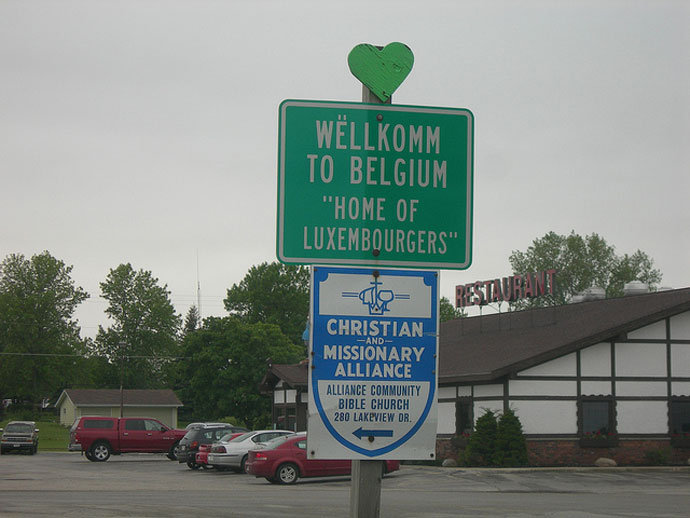 WËLLKOMM
TO BELGIUM
"HOME OF
LUXEMBOURGERS"
CHRISTIAN
-AND-
MISSIONARY
ALLIANCE
ALLIANCE COMMUNITY
BIBLE CHURCH
280 LAKEVIEW DR.
RESTAURANT